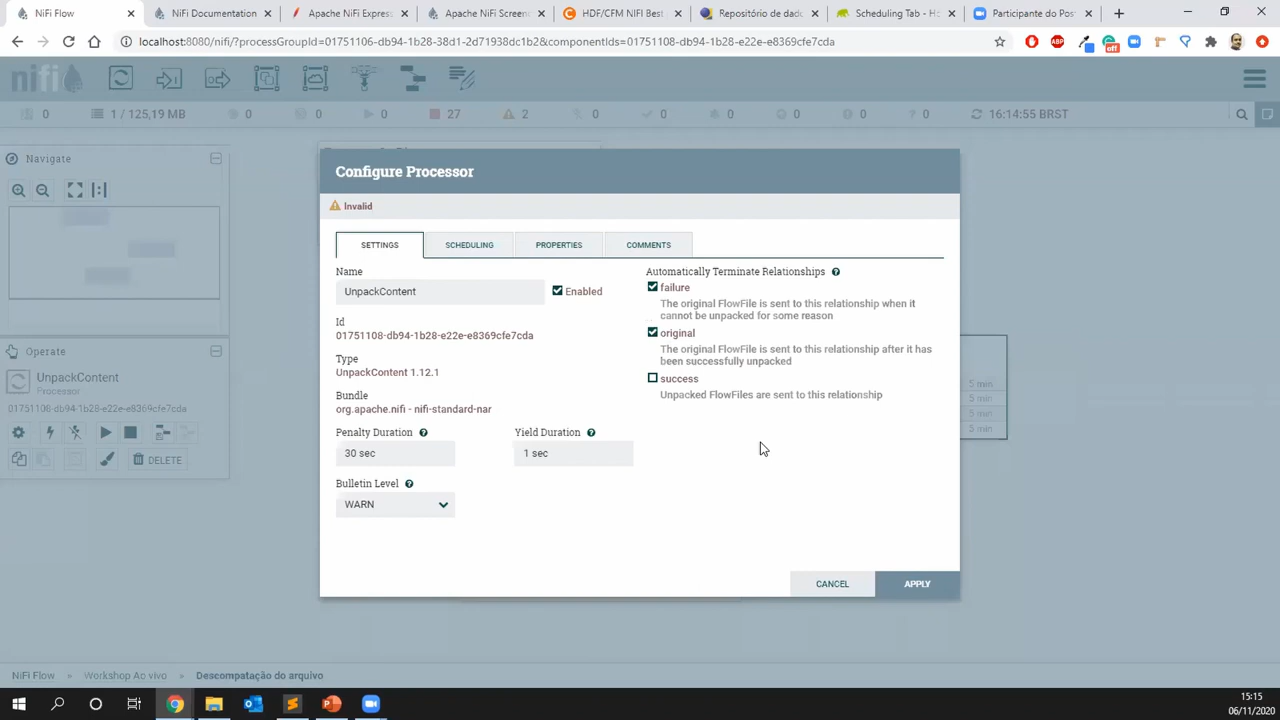 NiFi Flow
NiFi Documentation
Apache NiFi Expres
Apache NiFi Screen
HDF/CFM NIFI Best
Repositório de dad
Scheduling Tab - H
Participante do Pos
localhost:8080/nifi/?processGroupId=01751106-db94-1b28-38d1-2d71938dc1b2&componentIds=01751108-db94-1b28-e22e-e8369cfe7cda
ABP
off
nifi
0
1 / 125,19 MB
0
0
0
27
2
0
0
0
0
0
16:14:55 BRST
Navigate
Operate
UnpackContent
Processor
01751108-db94-1b28-e22e-e8369cfe7cda
DELETE
Configure Processor
Invalid
SETTINGS
SCHEDULING
PROPERTIES
COMMENTS
Name
UnpackContent
Enabled
Id
01751108-db94-1b28-e22e-e8369cfe7cda
Type
UnpackContent 1.12.1
Bundle
org.apache.nifi - nifi-standard-nar
Penalty Duration
30 sec
Yield Duration
1 sec
Bulletin Level
WARN
Automatically Terminate Relationships
failure
The original FlowFile is sent to this relationship when it
cannot be unpacked for some reason
original
The original FlowFile is sent to this relationship after it has
been successfully unpacked
success
Unpacked FlowFiles are sent to this relationship
CANCEL
APPLY
5 min
5 min
5 min
5 min
NiFi Flow » Workshop Ao vivo » Descompatação do arquivo
15:15
06/11/2020